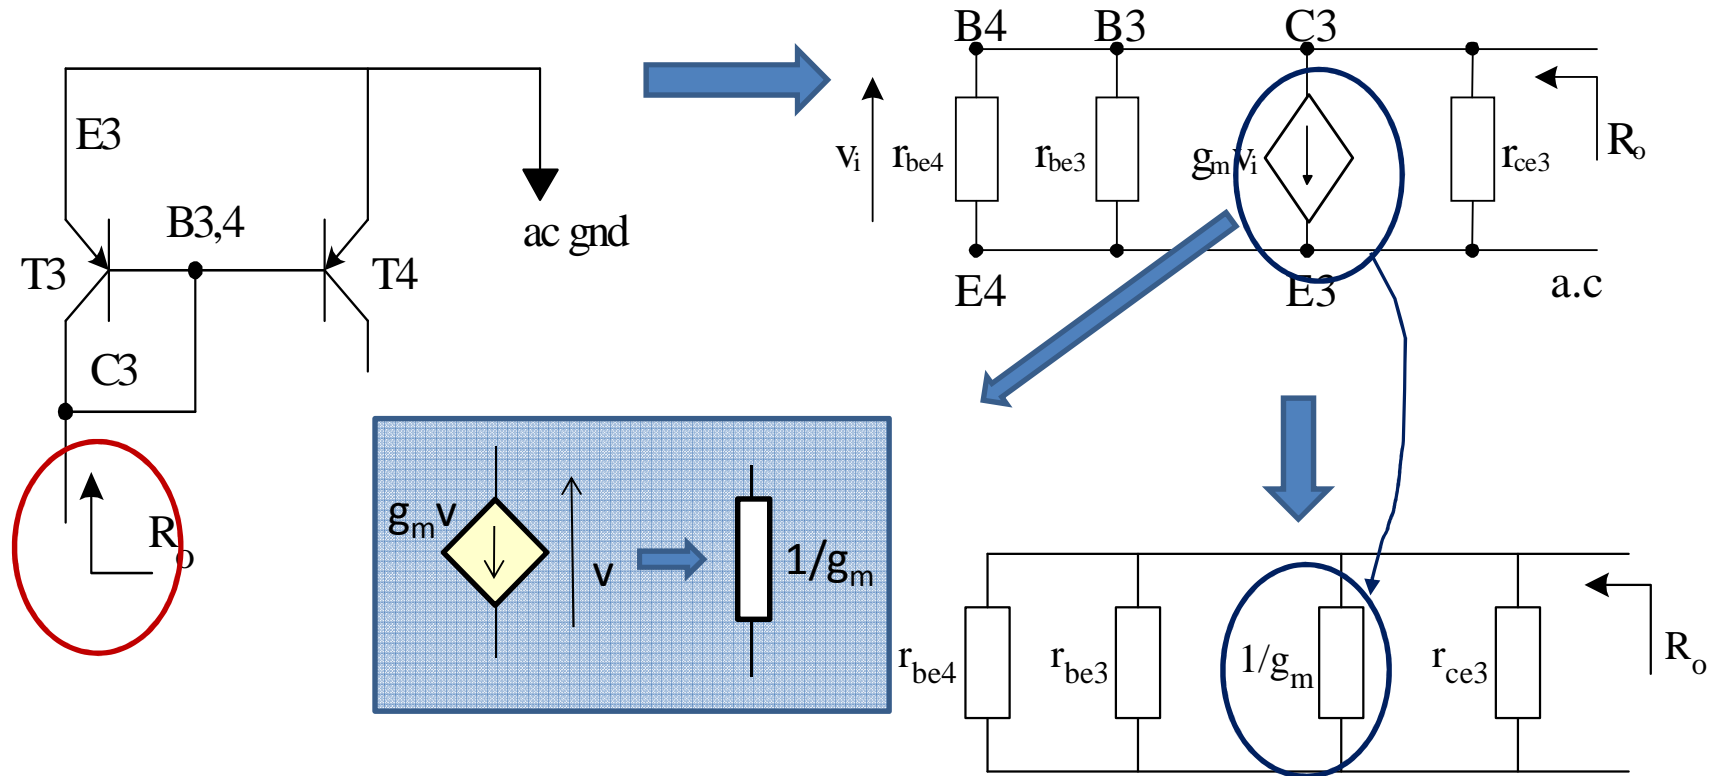 E3
B3,4
T3
T4
ac gnd
C3
Ro
B4 B3 C3
vi rbe4 rbe3 gmvi rce3 Ro
E4 E3 a.c
gmv v 1/gm
rbe4 rbe3 1/gm rce3 Ro